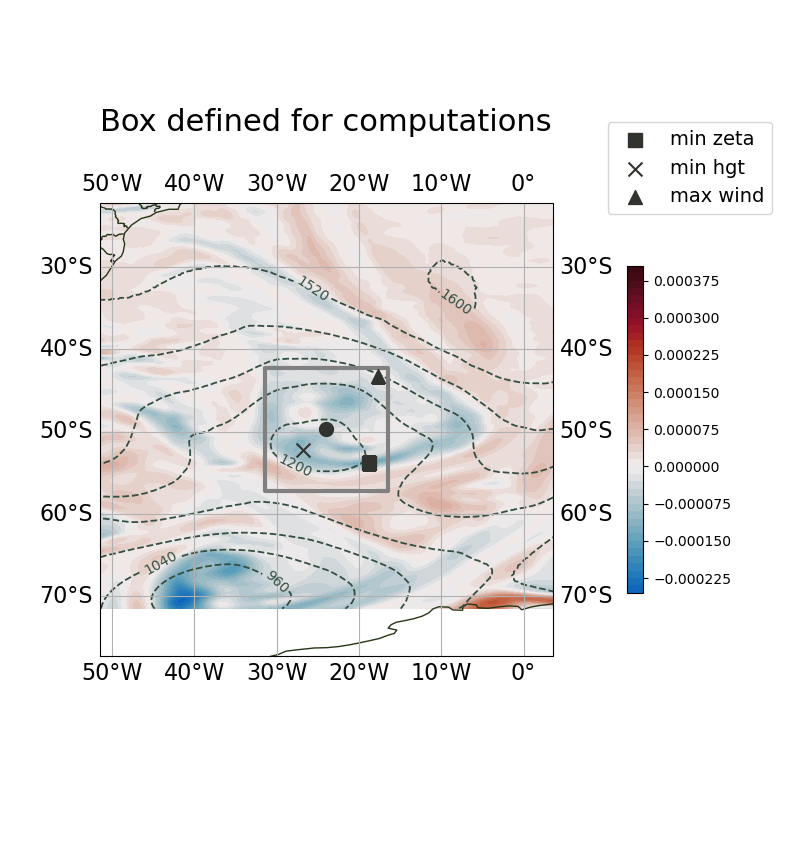 Box defined for computations
min zeta
min hgt
max wind
50°W 40°W 30°W 20°W 10°W 0°
30°S 30°S
40°S 40°S
50°S 50°S
60°S 60°S
70°S 70°S
50°W 40°W 30°W 20°W 10°W 0°
1520
1600
1200
1040
960
0.000375
0.000300
0.000225
0.000150
0.000075
0.000000
−0.000075
−0.000150
−0.000225